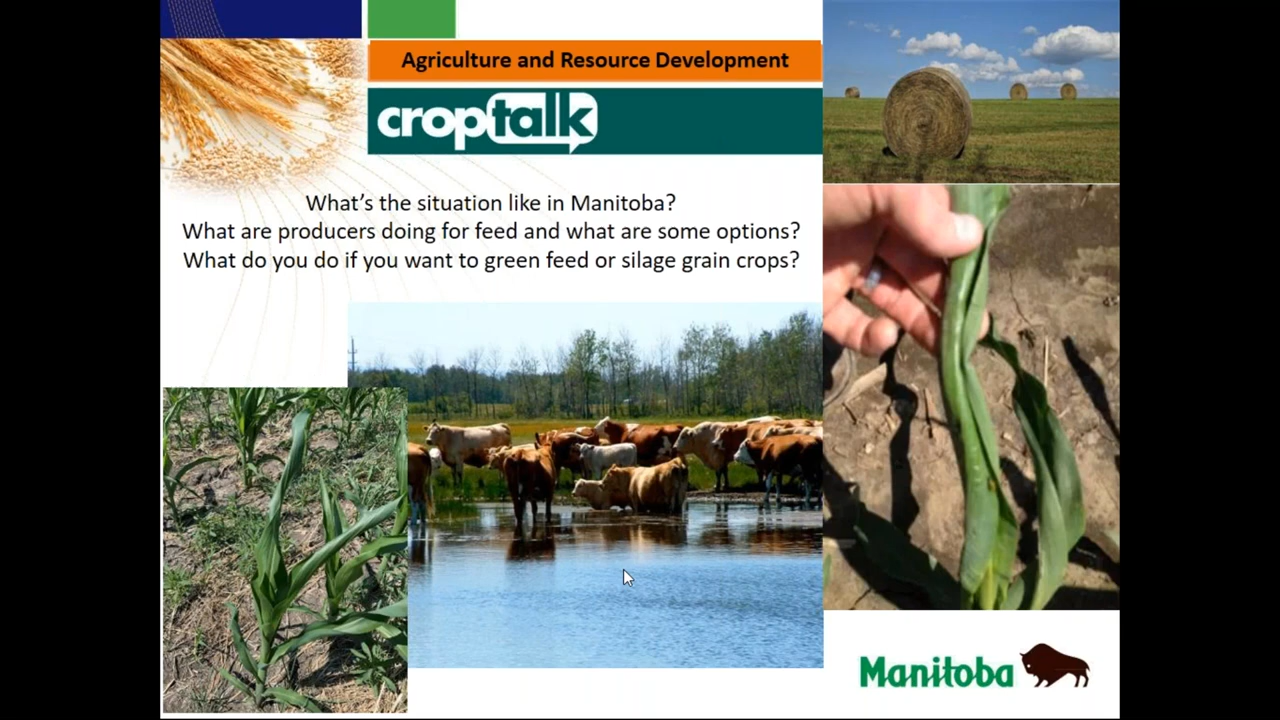 Agriculture and Resource Development
croptalk
What's the situation like in Manitoba?
What are producers doing for feed and what are some options?
What do you do if you want to green feed or silage grain crops?
Manitoba